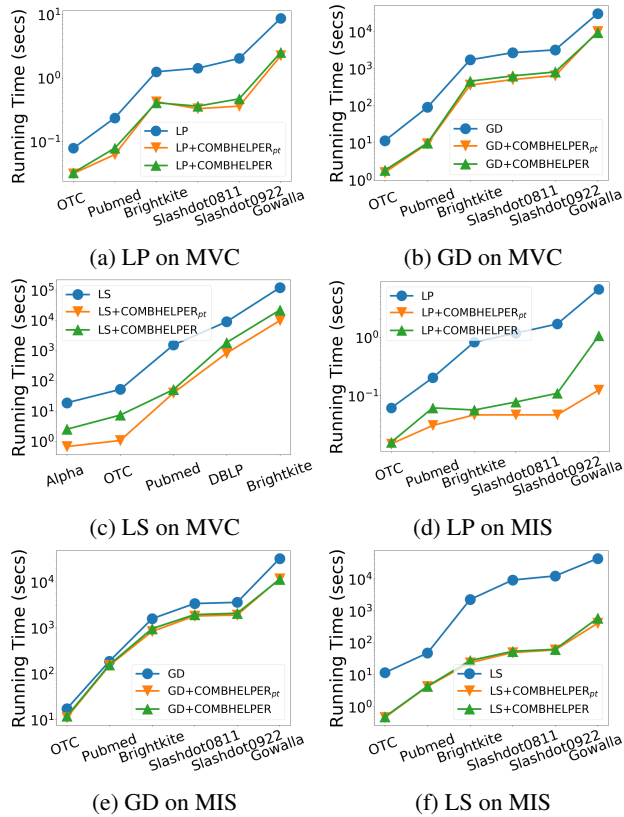 Running Time (secs)
10^1
10^0
10^-1
LP
LP+COMBHELPER_pt
LP+COMBHELPER
OTC
Pubmed
Brightkite
Slashdot0811
Slashdot0922
Gowalla
(a) LP on MVC
Running Time (secs)
10^4
10^3
10^2
10^1
10^0
GD
GD+COMBHELPER_pt
GD+COMBHELPER
OTC
Pubmed
Brightkite
Slashdot0811
Slashdot0922
Gowalla
(b) GD on MVC
Running Time (secs)
10^5
10^4
10^3
10^2
10^1
10^0
LS
LS+COMBHELPER_pt
LS+COMBHELPER
Alpha
OTC
Pubmed
DBLP
Brightkite
(c) LS on MVC
Running Time (secs)
10^0
10^-1
LP
LP+COMBHELPER_pt
LP+COMBHELPER
OTC
Pubmed
Brightkite
Slashdot0811
Slashdot0922
Gowalla
(d) LP on MIS
Running Time (secs)
10^4
10^3
10^2
10^1
GD
GD+COMBHELPER_pt
GD+COMBHELPER
OTC
Pubmed
Brightkite
Slashdot0811
Slashdot0922
Gowalla
(e) GD on MIS
Running Time (secs)
10^4
10^3
10^2
10^1
10^0
LS
LS+COMBHELPER_pt
LS+COMBHELPER
OTC
Pubmed
Brightkite
Slashdot0811
Slashdot0922
Gowalla
(f) LS on MIS